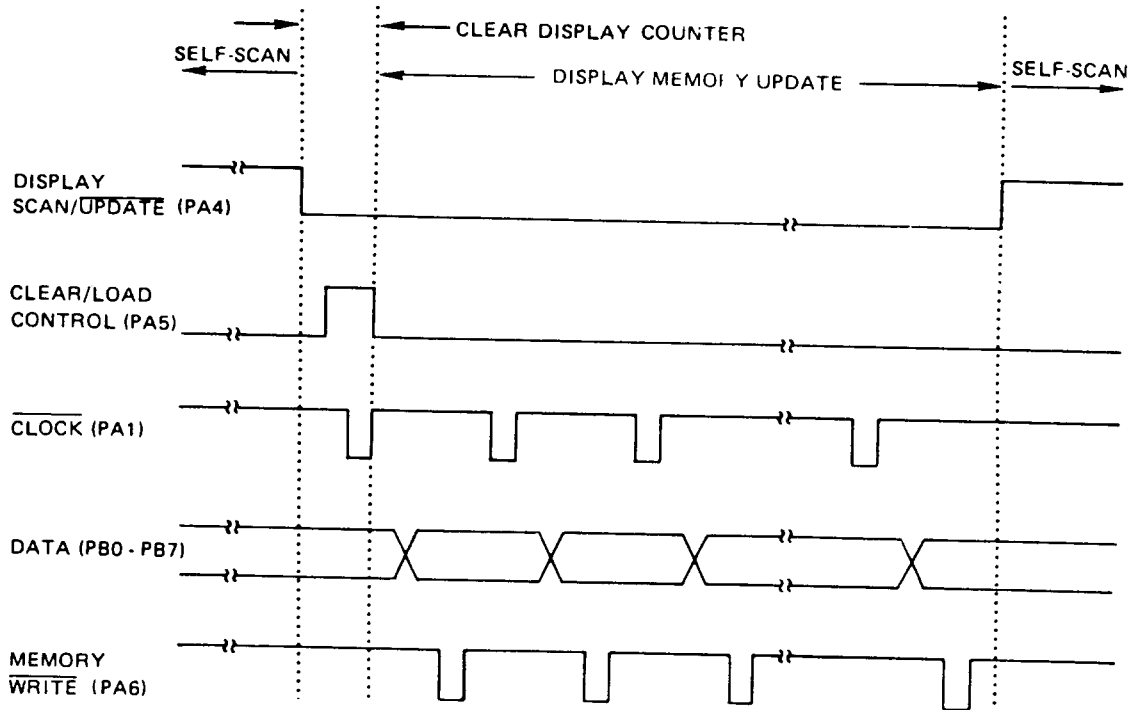 CLEAR DISPLAY COUNTER
SELF-SCAN
DISPLAY MEMORY UPDATE
SELF-SCAN
DISPLAY
SCAN/UPDATE (PA4)
CLEAR/LOAD
CONTROL (PA5)
CLOCK (PA1)
DATA (PB0 - PB7)
MEMORY
WRITE (PA6)